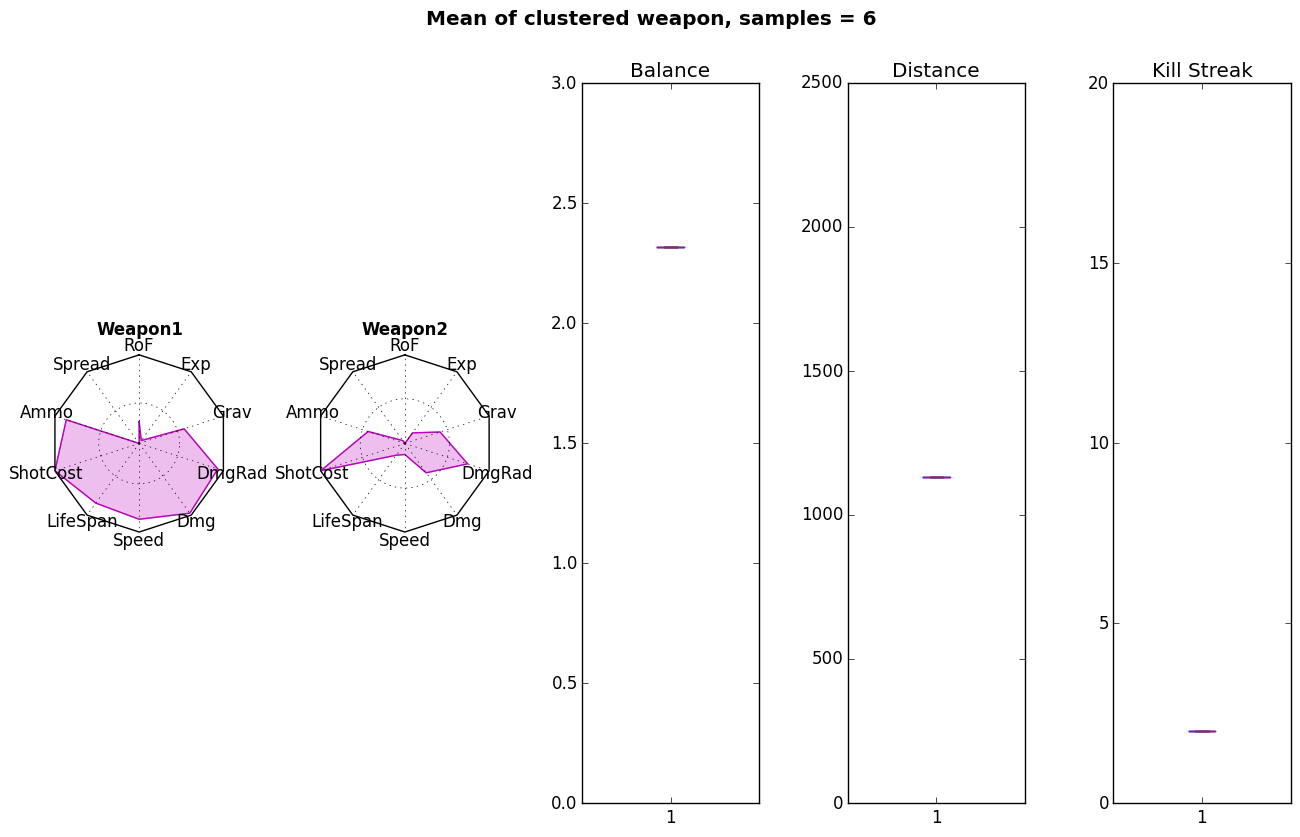 Mean of clustered weapon, samples = 6
Weapon1
RoF
Exp
Spread
Grav
Ammo
DmgRad
ShotCost
Dmg
LifeSpan
Speed
Weapon2
RoF
Exp
Spread
Grav
Ammo
DmgRad
ShotCost
Dmg
LifeSpan
Speed
Balance
3.0
2.5
2.0
1.5
1.0
0.5
0.0
1
Distance
2500
2000
1500
1000
500
0
1
Kill Streak
20
15
10
5
0
1